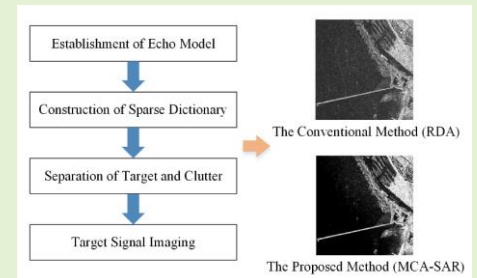 Establishment of Echo Model
Construction of Sparse Dictionary
Separation of Target and Clutter
Target Signal Imaging
The Conventional Method (RDA)
The Proposed Method (MCA-SAR)